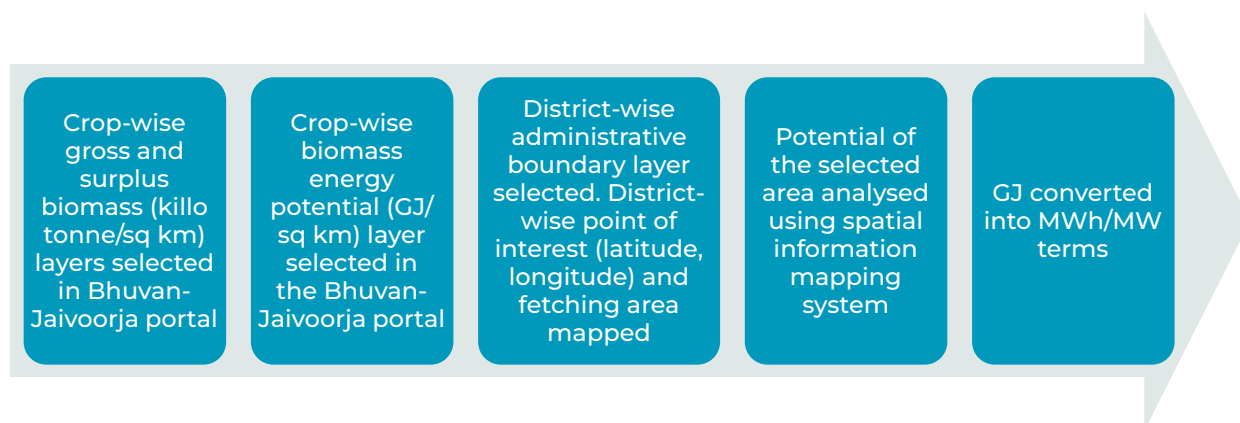 Crop-wise
gross and
surplus
biomass (killo
tonne/sq km)
layers selected
in Bhuvan-
Jaivoorja portal
Crop-wise
biomass
energy
potential (GJ/
sq km) layer
selected in
the Bhuvan-
Jaivoorja portal
District-wise
administrative
boundary layer
selected. District-
wise point of
interest (latitude,
longitude) and
fetching area
mapped
Potential of
the selected
area analysed
using spatial
information
mapping
system
GJ converted
into MWh/MW
terms